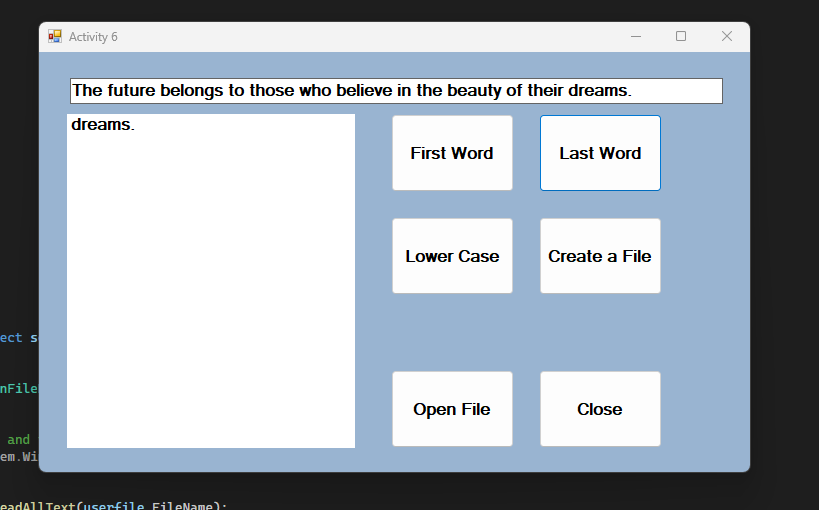 Activity 6
The future belongs to those who believe in the beauty of their dreams.
dreams.
First Word
Last Word
Lower Case
Create a File
ect s
nFile
and
em.Wi
Open File
Close
eadAllText(userfile.FileName);